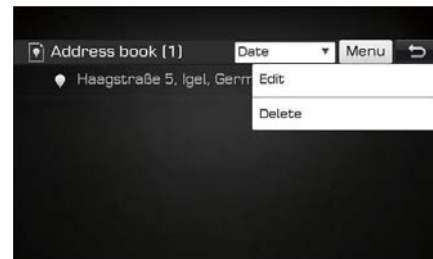 Address book (1) Date Menu
Haagstraße 5, Igel, Germ Edit
Delete